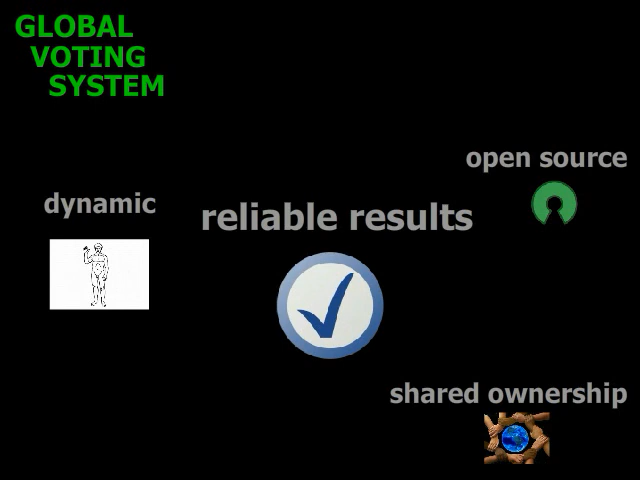 GLOBAL
VOTING
SYSTEM
open source
dynamic
reliable results
shared ownership